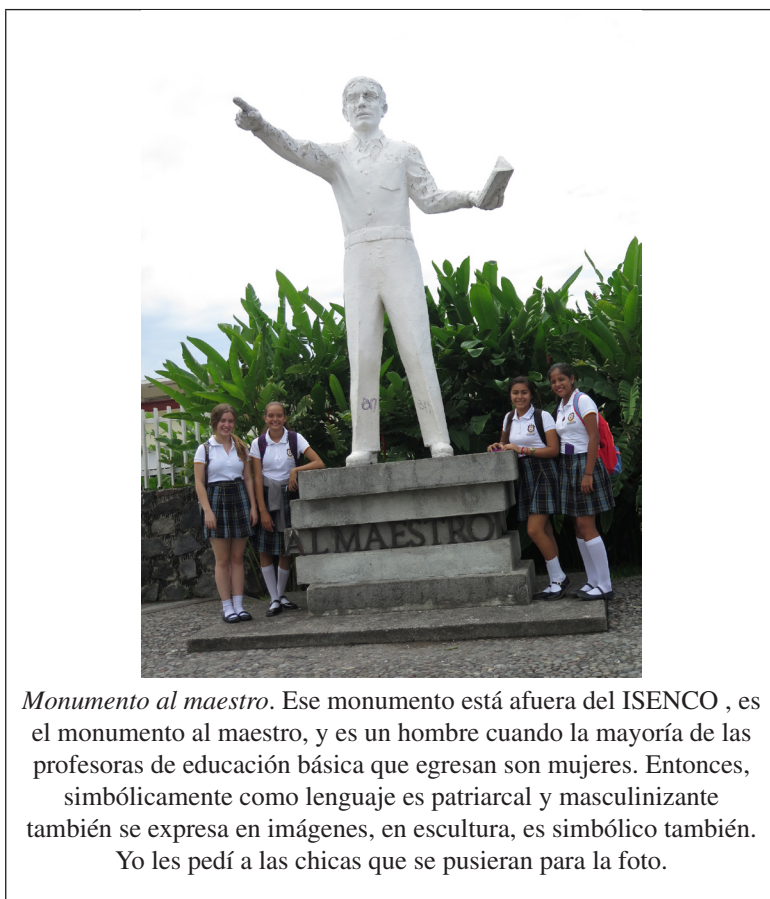 AL MAESTRO
Monumento al maestro. Ese monumento está afuera del ISENCO , es
el monumento al maestro, y es un hombre cuando la mayoría de las
profesoras de educación básica que egresan son mujeres. Entonces,
simbólicamente como lenguaje es patriarcal y masculinizante
también se expresa en imágenes, en escultura, es simbólico también.
Yo les pedí a las chicas que se pusieran para la foto.